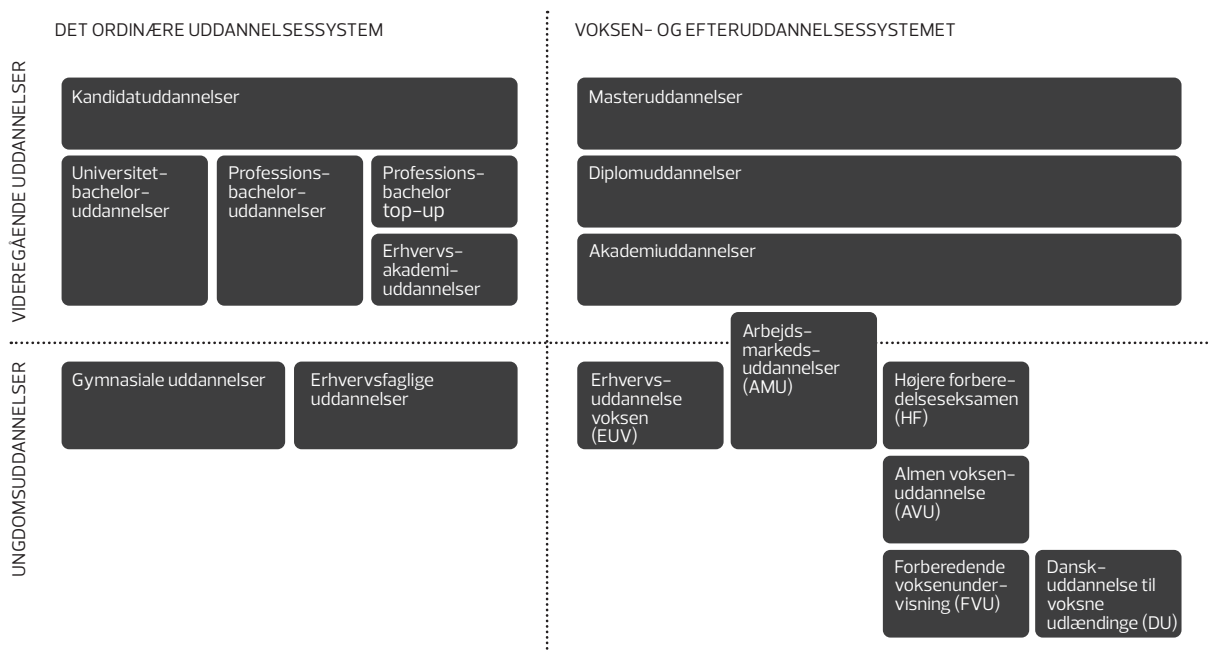 DET ORDINÆRE UDDANNELSESSYSTEM
VOKSEN- OG EFTERUDDANNELSESSYSTEMET
VIDEREGÅENDE UDDANNELSER
Kandidatuddannelser
Universitet-
bachelor-
uddannelser
Professions-
bachelor-
uddannelser
Professions-
bachelor
top-up
Erhvervs-
akademi-
uddannelser
Masteruddannelser
Diplomuddannelser
Akademiuddannelser
UNGDOMSUDDANNELSER
Gymnasiale uddannelser
Erhvervsfaglige
uddannelser
Erhvervs-
uddannelse
voksen
(EUV)
Arbejds-
markeds-
uddannelser
(AMU)
Højere forbere-
delseseksamen
(HF)
Almen voksen-
uddannelse
(AVU)
Forberedende
voksenunder-
visning (FVU)
Dansk-
uddannelse til
voksne
udlændinge (DU)